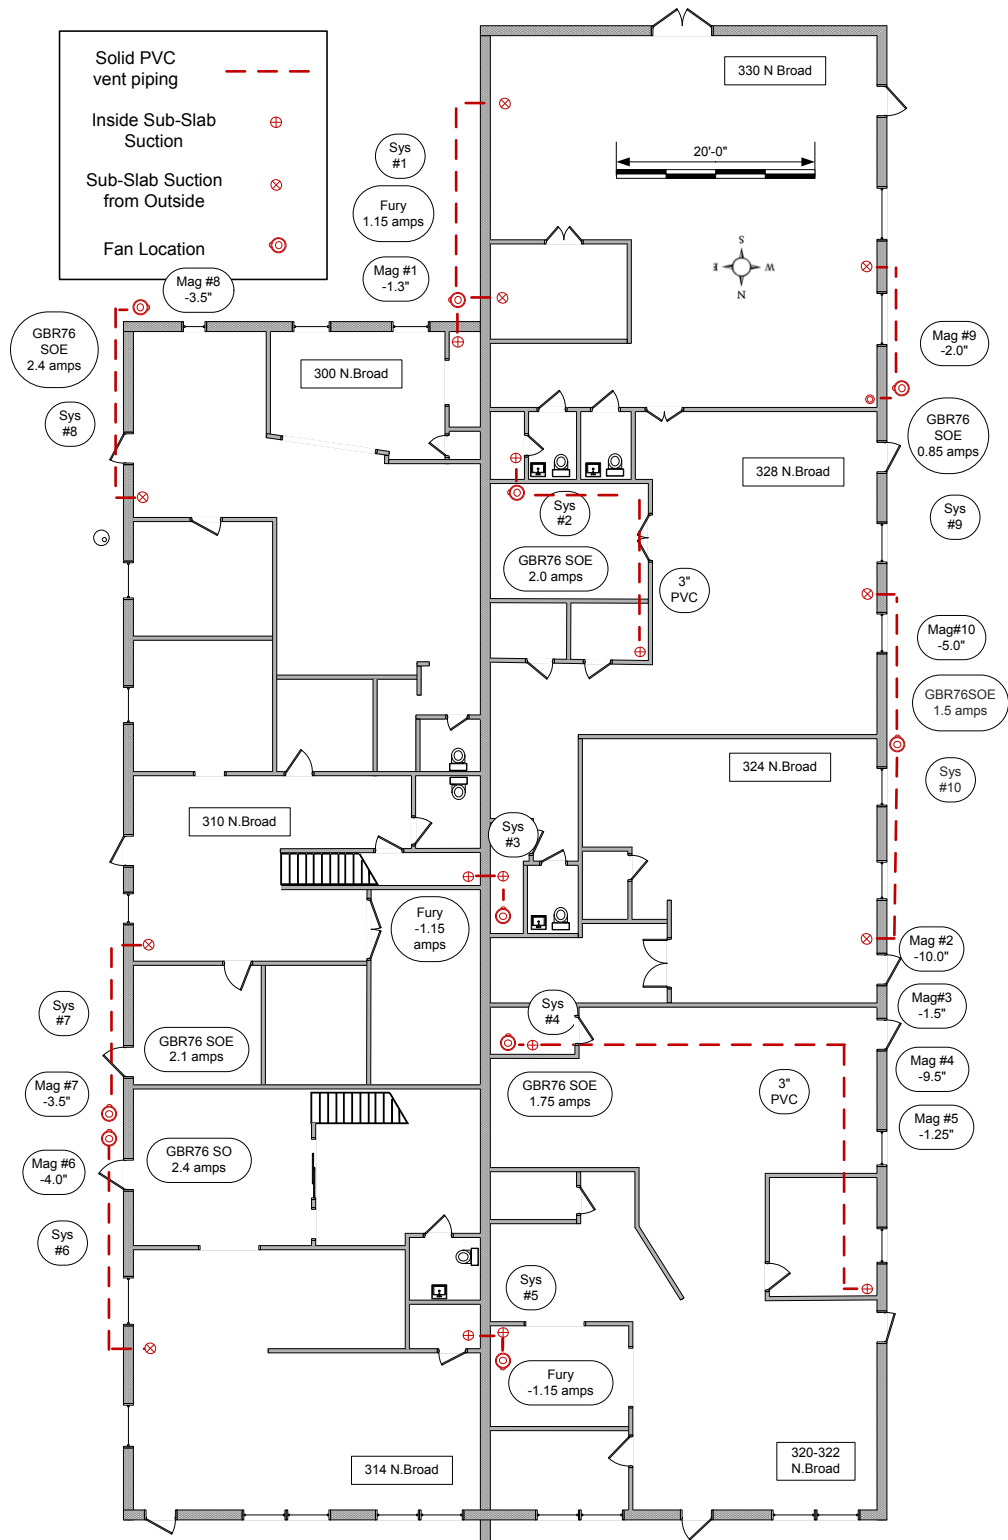 Solid PVC
vent piping
Inside Sub-Slab
Suction
Sub-Slab Suction
from Outside
Fan Location
330 N Broad
20'-0"
S
E
W
N
Sys
#1
Fury
1.15 amps
Mag #1
-1.3"
Mag #8
-3.5"
GBR76
SOE
2.4 amps
Sys
#8
300 N.Broad
Mag #9
-2.0"
GBR76
SOE
0.85 amps
Sys
#9
328 N.Broad
Sys
#2
GBR76 SOE
2.0 amps
3"
PVC
Mag#10
-5.0"
GBR76SOE
1.5 amps
Sys
#10
324 N.Broad
310 N.Broad
Sys
#3
Fury
-1.15
amps
Mag #2
-10.0"
Mag#3
-1.5"
Mag #4
-9.5"
Mag #5
-1.25"
Sys
#4
GBR76 SOE
1.75 amps
3"
PVC
Sys
#7
GBR76 SOE
2.1 amps
Mag #7
-3.5"
GBR76 SO
2.4 amps
Mag #6
-4.0"
Sys
#6
Sys
#5
Fury
-1.15 amps
314 N.Broad
320-322
N.Broad